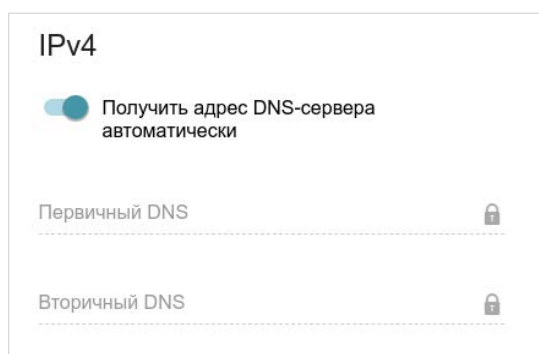 IPv4
Получить адрес DNS-сервера
автоматически
Первичный DNS
Вторичный DNS